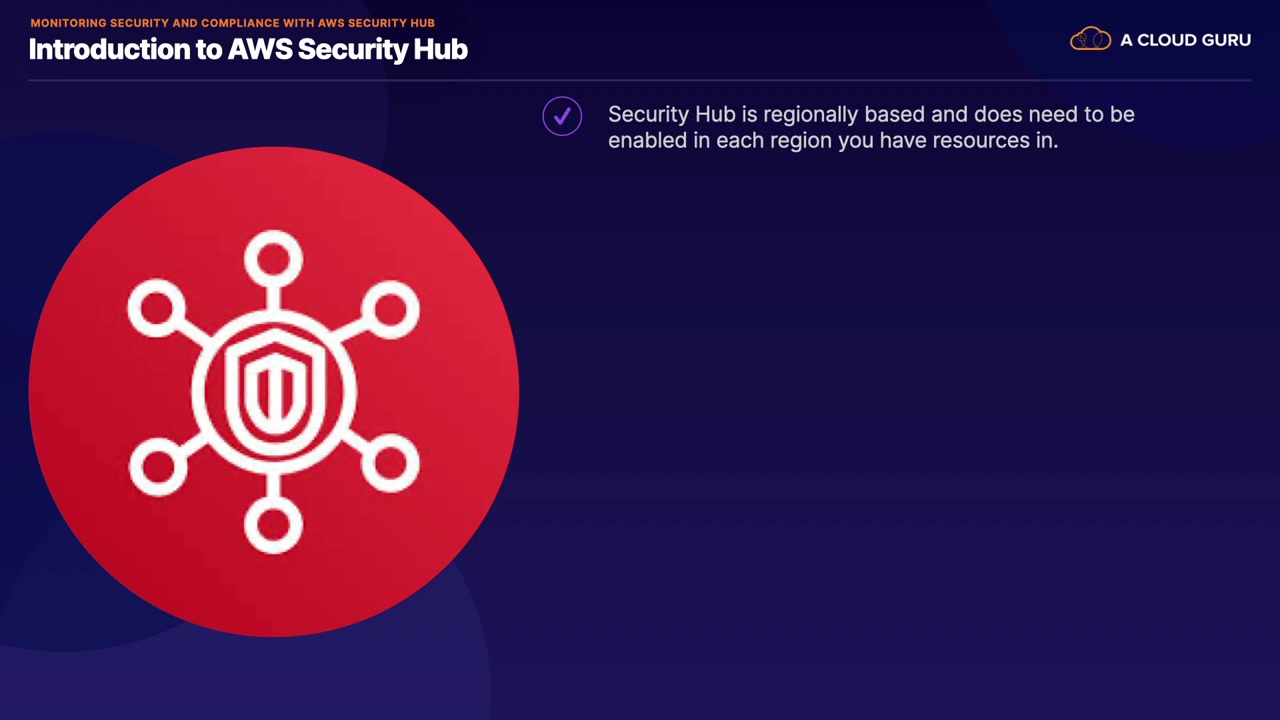 MONITORING SECURITY AND COMPLIANCE WITH AWS SECURITY HUB
Introduction to AWS Security Hub
A CLOUD GURU
Security Hub is regionally based and does need to be
enabled in each region you have resources in.